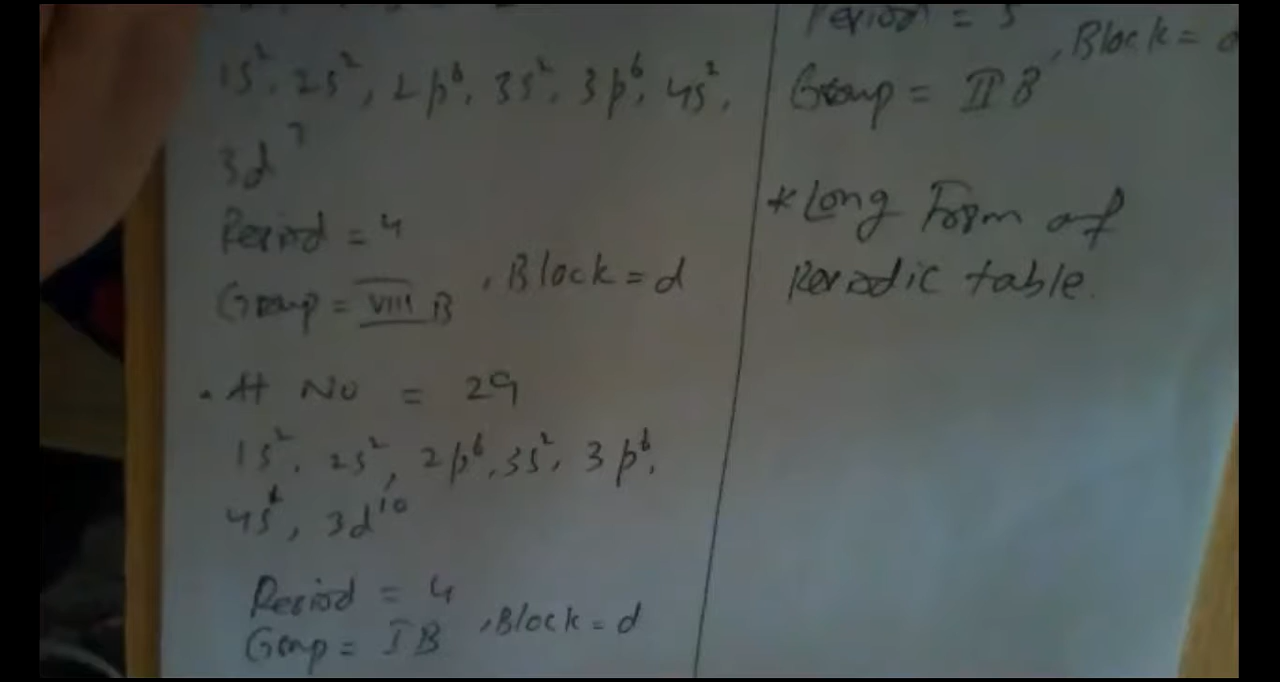 1s², 2s², 2p⁶, 3s², 3p⁶, 4s²,
3d⁷
Period = 4
Group = VIII B , Block = d
. At No = 29
1s², 2s², 2p⁶, 3s², 3p⁶,
4s¹, 3d¹⁰
Period = 4
Group = I B , Block = d
Period = 5
Group = II B , Block = d
* Long Form of
Periodic table.